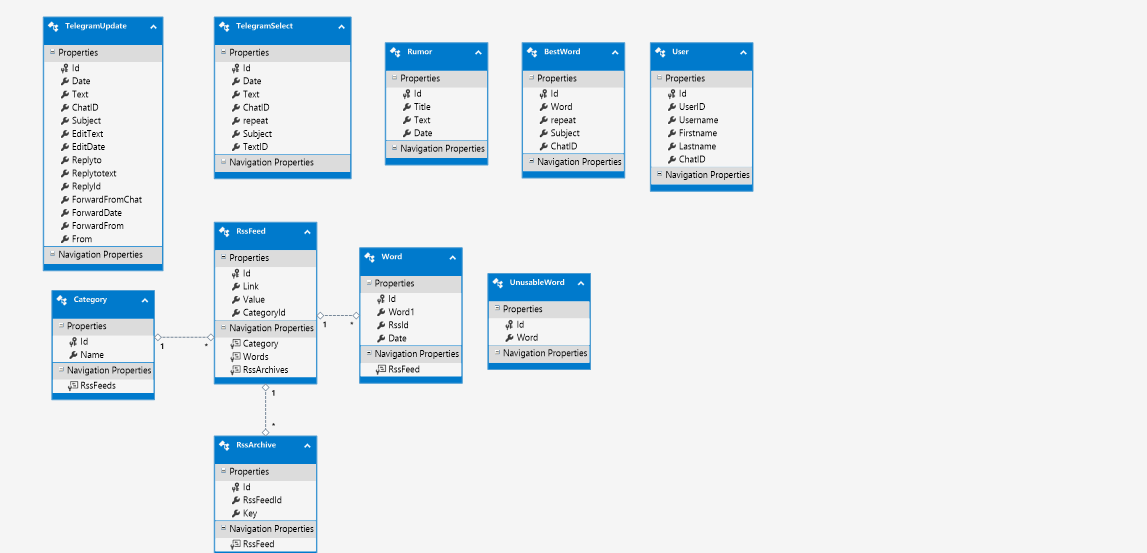 TelegramUpdate
Properties
Id
Date
Text
ChatID
Subject
EditText
EditDate
Replyto
Replytotext
ReplyId
ForwardFromChat
ForwardDate
ForwardFrom
From
Navigation Properties
TelegramSelect
Properties
Id
Date
Text
ChatID
repeat
Subject
TextID
Navigation Properties
Rumor
Properties
Id
Title
Text
Date
Navigation Properties
BestWord
Properties
Id
Word
repeat
Subject
ChatID
Navigation Properties
User
Properties
Id
UserID
Username
Firstname
Lastname
ChatID
Navigation Properties
Category
Properties
Id
Name
Navigation Properties
RssFeeds
1
*
RssFeed
Properties
Id
Link
Value
CategoryId
Navigation Properties
Category
Words
RssArchives
1
*
Word
Properties
Id
Word1
RssId
Date
Navigation Properties
RssFeed
UnusableWord
Properties
Id
Word
Navigation Properties
1
*
RssArchive
Properties
Id
RssFeedId
Key
Navigation Properties
RssFeed